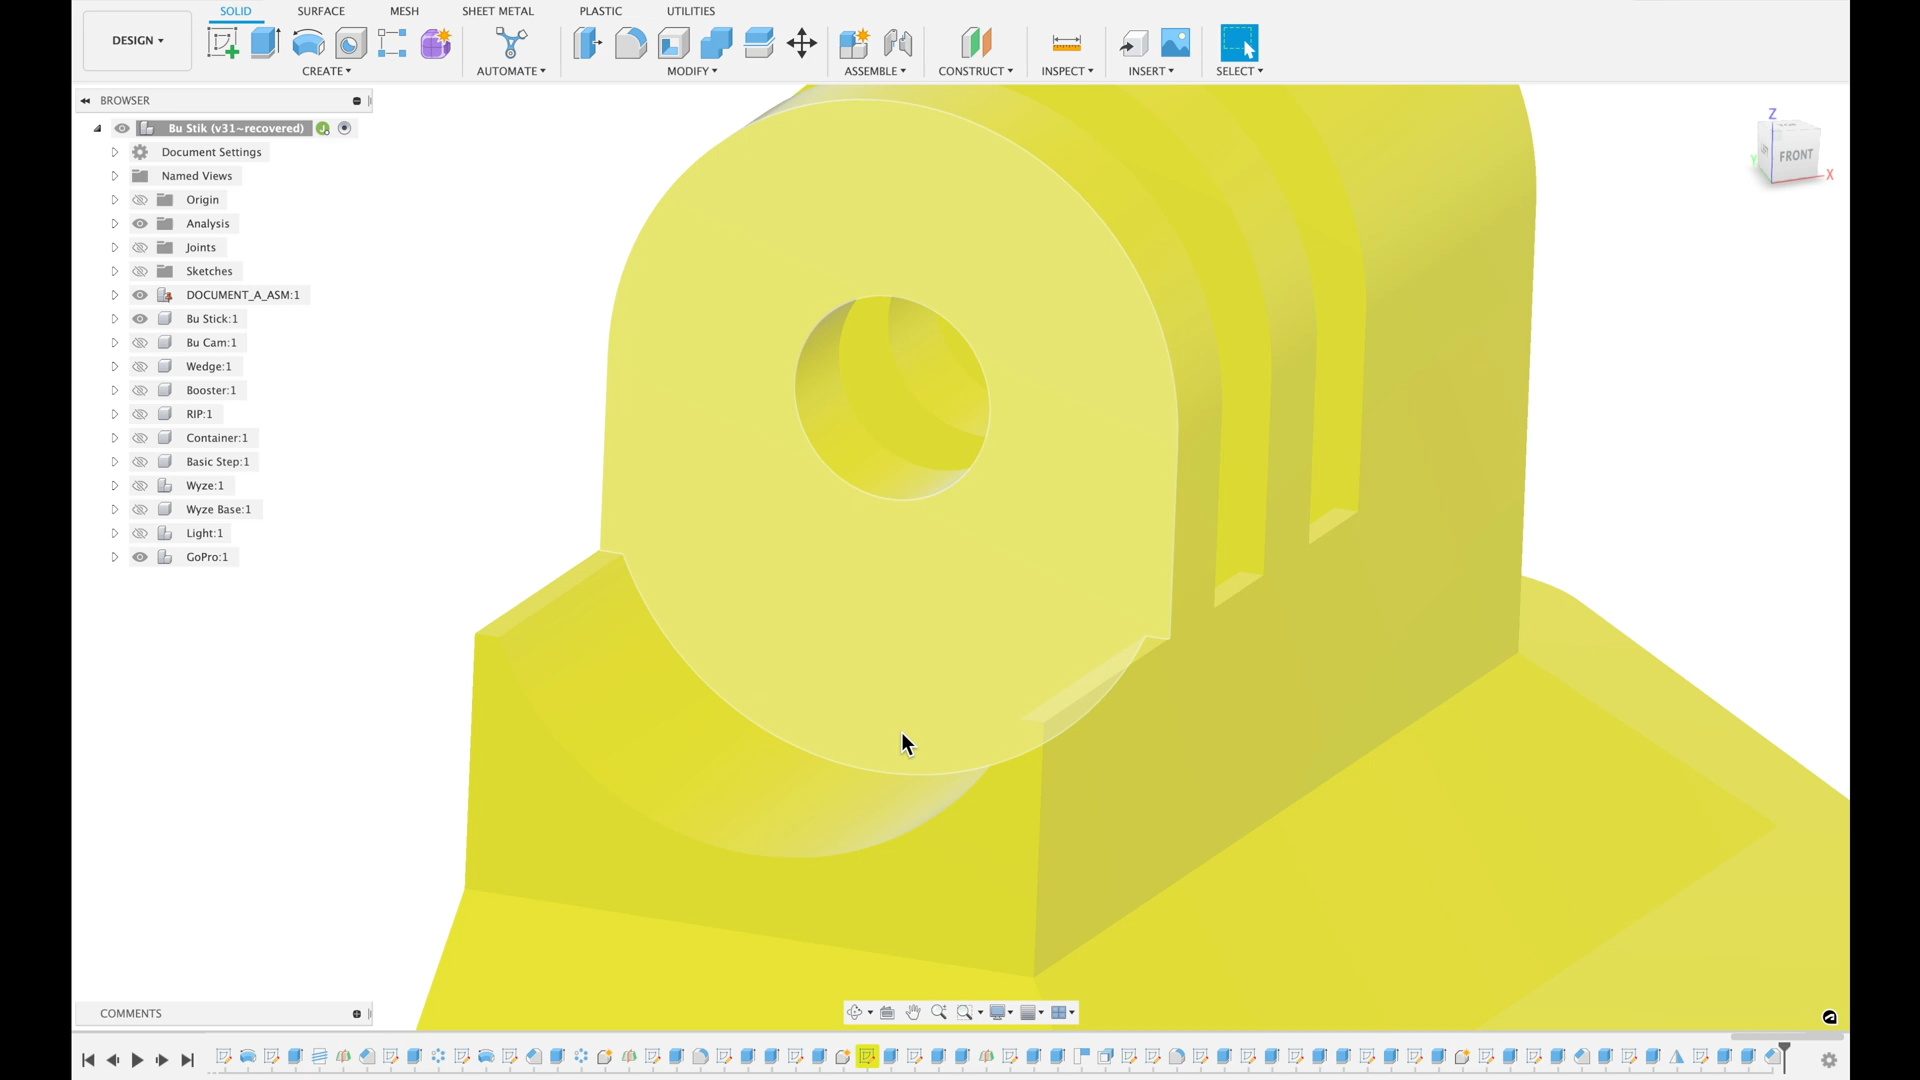 SOLID SURFACE MESH SHEET METAL PLASTIC UTILITIES
DESIGN
CREATE AUTOMATE MODIFY ASSEMBLE CONSTRUCT INSPECT INSERT SELECT
BROWSER
Bu Stik (v31~recovered)
Document Settings
Named Views
Origin
Analysis
Joints
Sketches
DOCUMENT_A_ASM:1
Bu Stick:1
Bu Cam:1
Wedge:1
Booster:1
RIP:1
Container:1
Basic Step:1
Wyze:1
Wyze Base:1
Light:1
GoPro:1
Z
FRONT
Y
X
COMMENTS